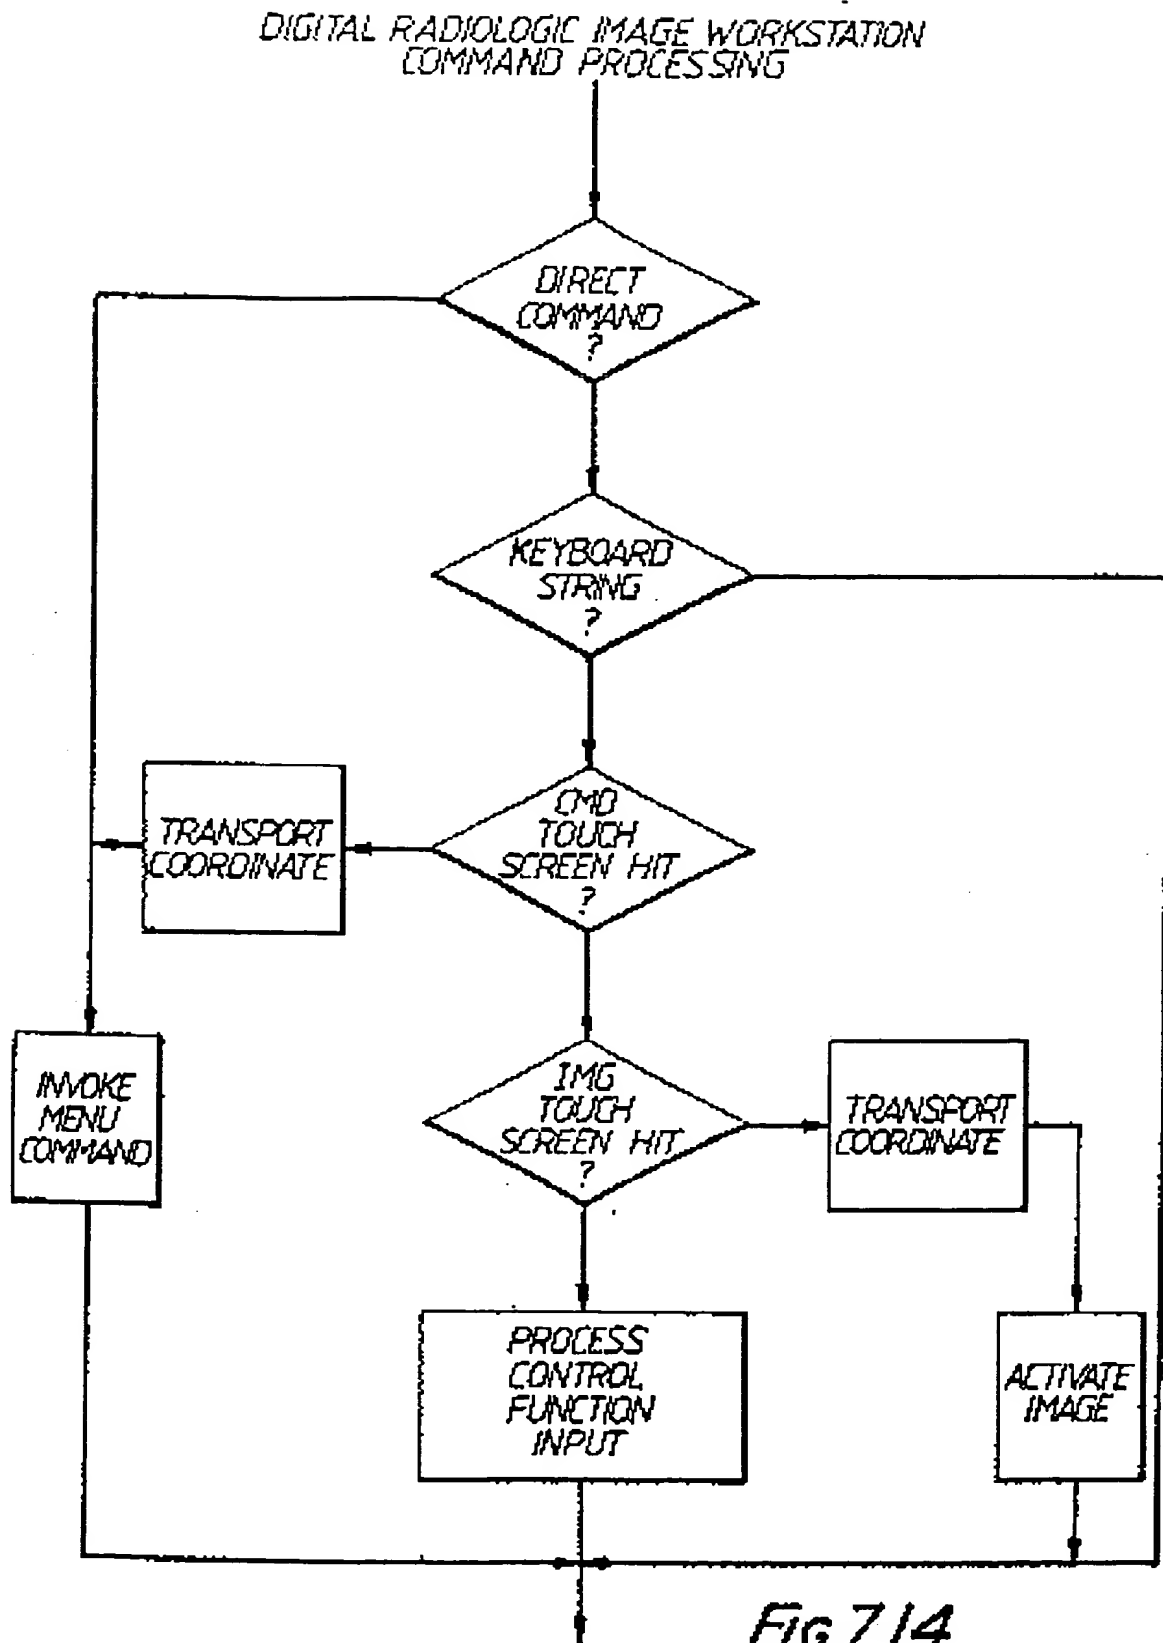 DIGITAL RADIOLOGIC IMAGE WORKSTATION
COMMAND PROCESSING
DIRECT
COMMAND
?
KEYBOARD
STRING
?
CMD
TOUCH
SCREEN HIT
?
TRANSPORT
COORDINATE
INVOKE
MENU
COMMAND
IMG
TOUCH
SCREEN HIT
?
TRANSPORT
COORDINATE
PROCESS
CONTROL
FUNCTION
INPUT
ACTIVATE
IMAGE
FIG 7.14